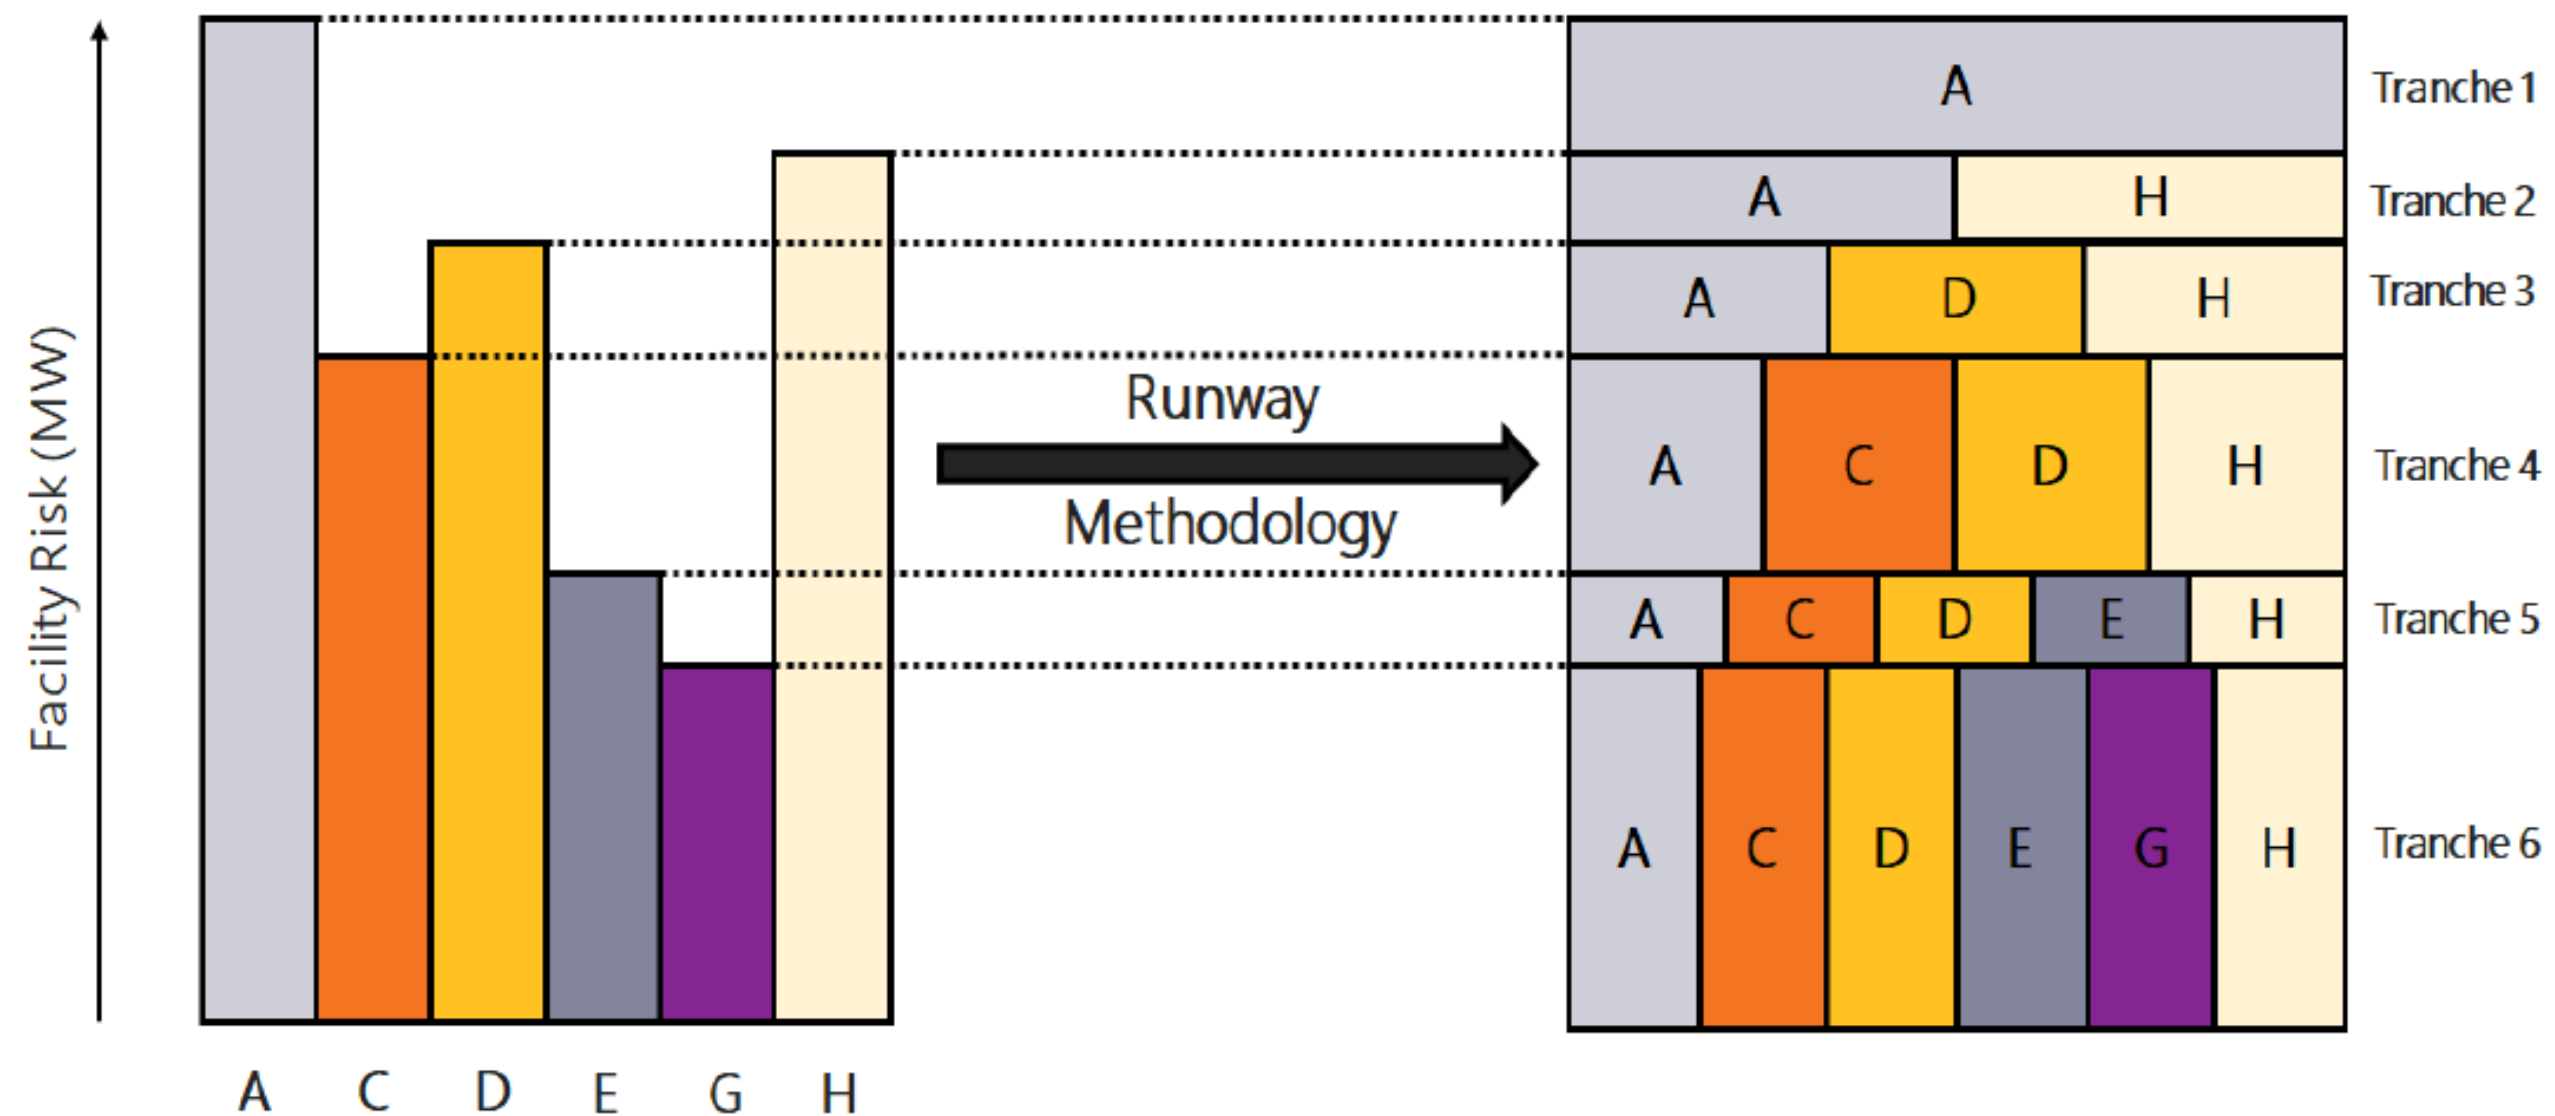 Facility Risk (MW)
A C D E G H
Runway
Methodology
A
Tranche 1
A H
Tranche 2
A D H
Tranche 3
A C D H
Tranche 4
A C D E H
Tranche 5
A C D E G H
Tranche 6